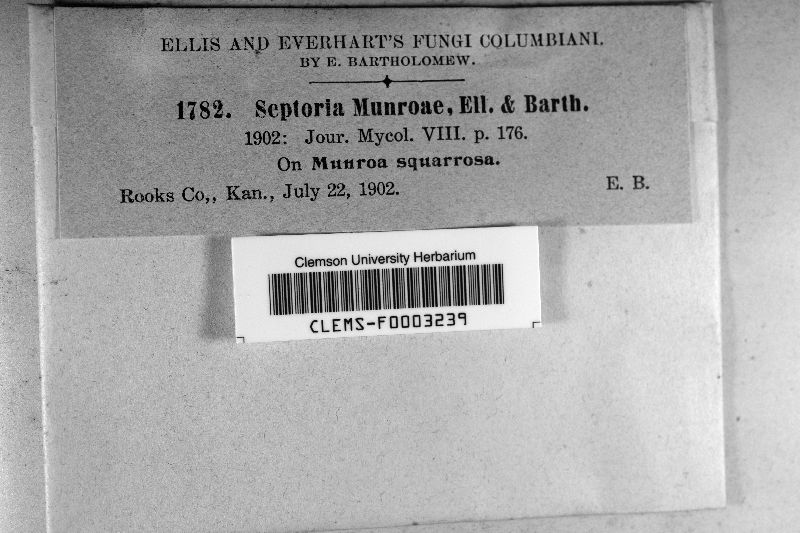 ELLIS AND EVERHART'S FUNGI COLUMBIANI.
BY E. BARTHOLOMEW.
1782. Septoria Munroae, Ell. & Barth.
1902: Jour. Mycol. VIII. p. 176.
On Munroa squarrosa.
Rooks Co,, Kan., July 22, 1902. E. B.
Clemson University Herbarium
CLEMS-F0003239